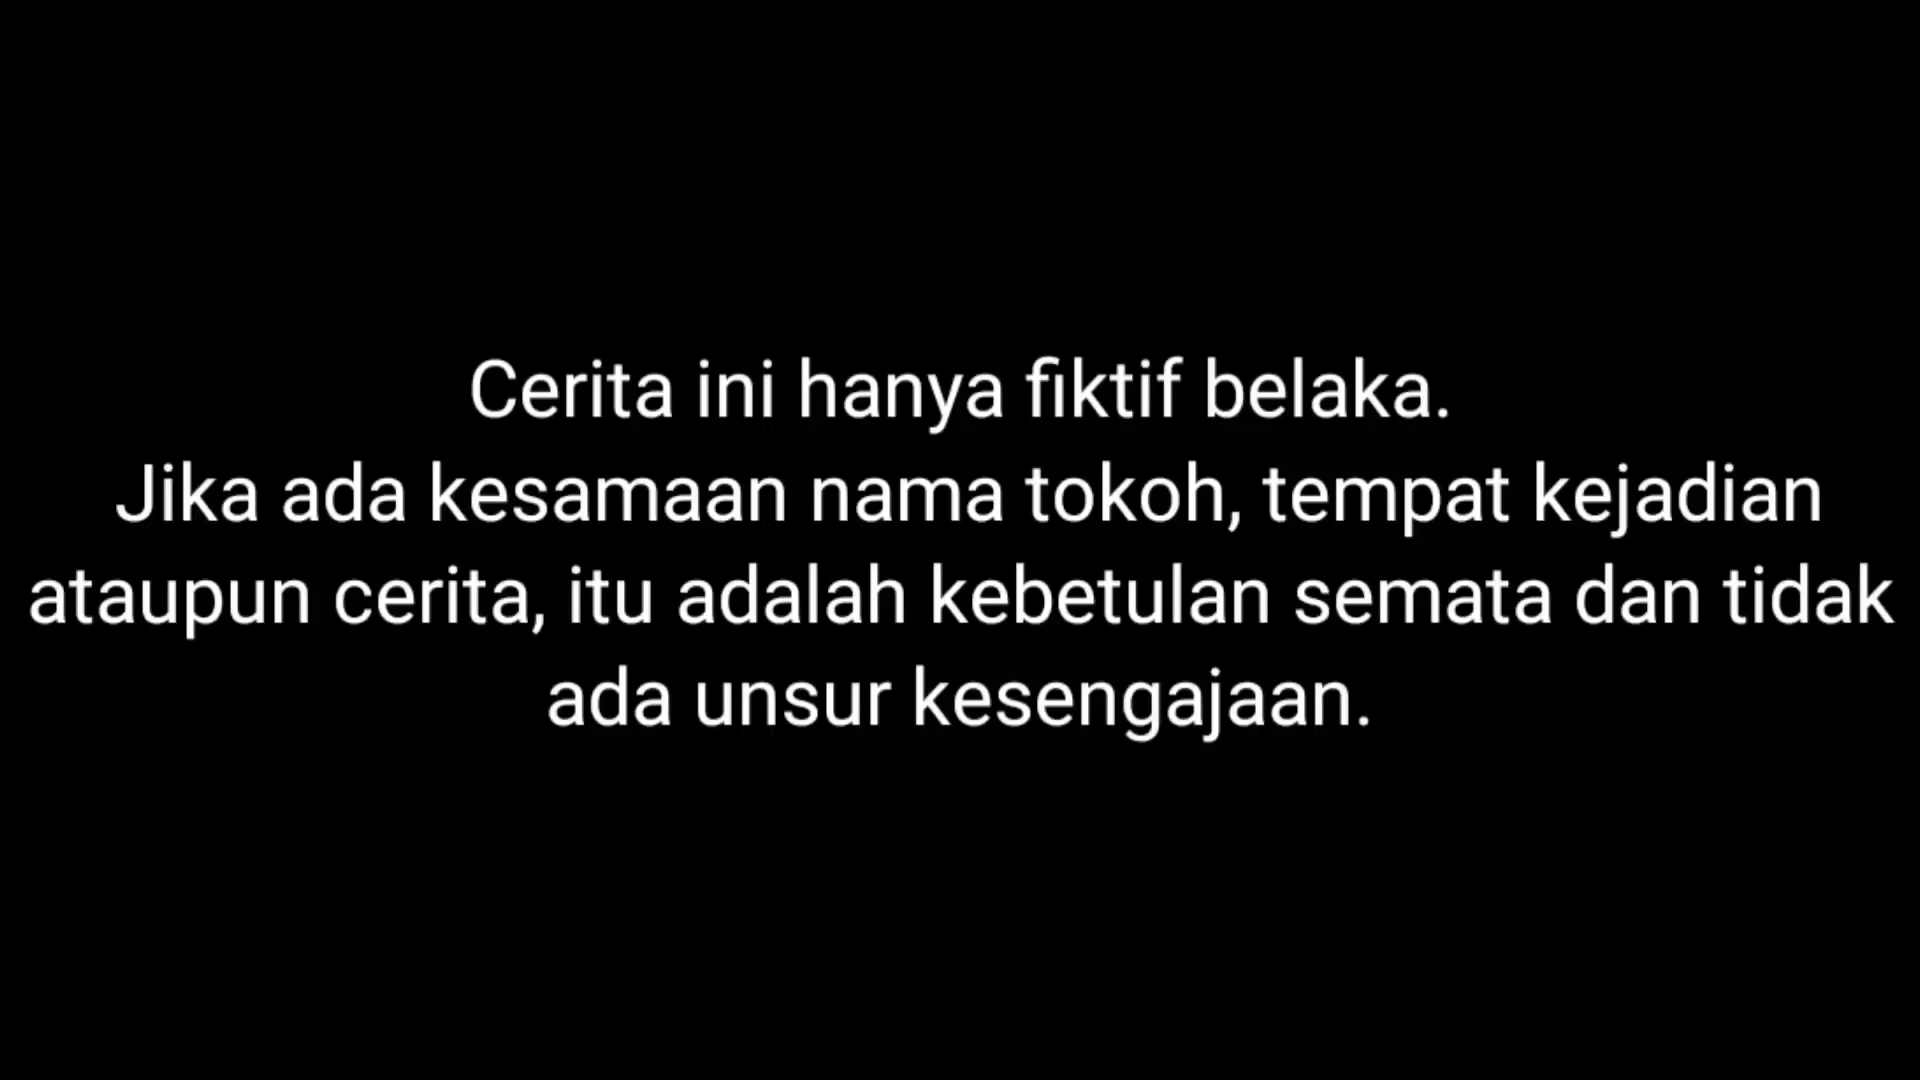 Cerita ini hanya fiktif belaka.
Jika ada kesamaan nama tokoh, tempat kejadian
ataupun cerita, itu adalah kebetulan semata dan tidak
ada unsur kesengajaan.